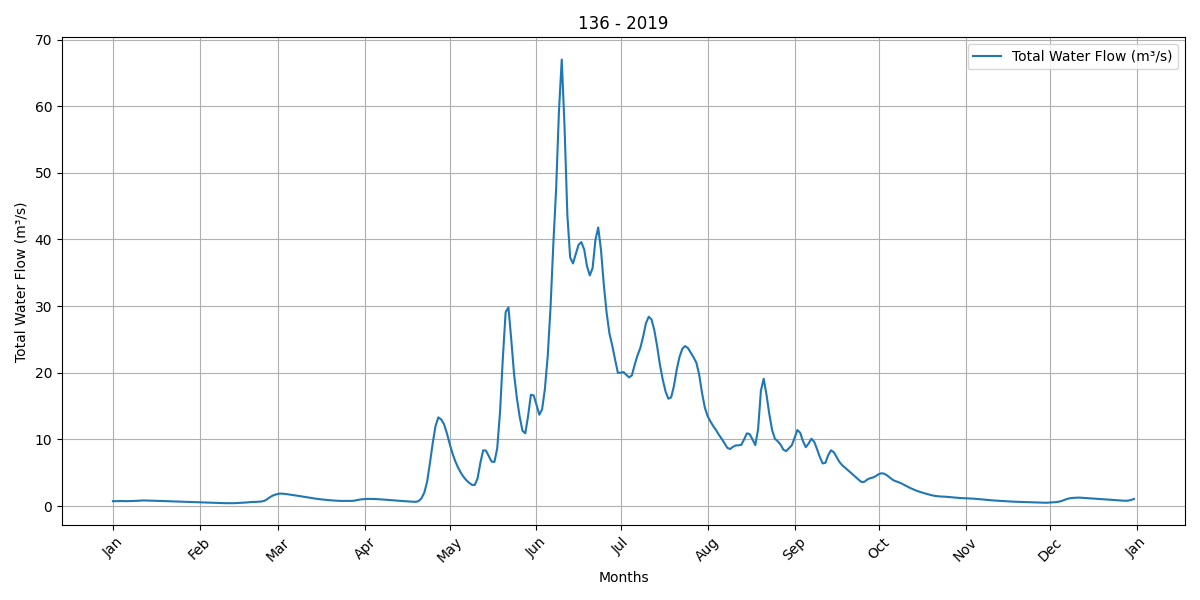 136 - 2019
Total Water Flow (m³/s)
Total Water Flow (m³/s)
70
60
50
40
30
20
10
0
Jan
Feb
Mar
Apr
May
Jun
Jul
Aug
Sep
Oct
Nov
Dec
Jan
Months